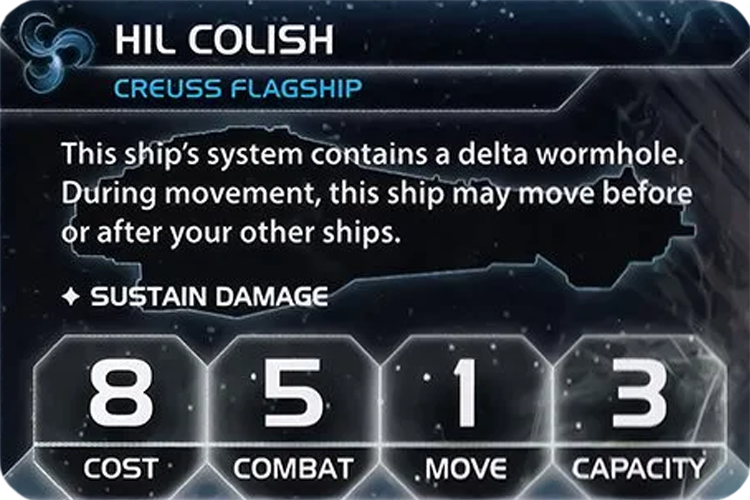 HIL COLISH
CREUSS FLAGSHIP
This ship's system contains a delta wormhole.
During movement, this ship may move before
or after your other ships.
✦ SUSTAIN DAMAGE
8 5 1 3
COST COMBAT MOVE CAPACITY